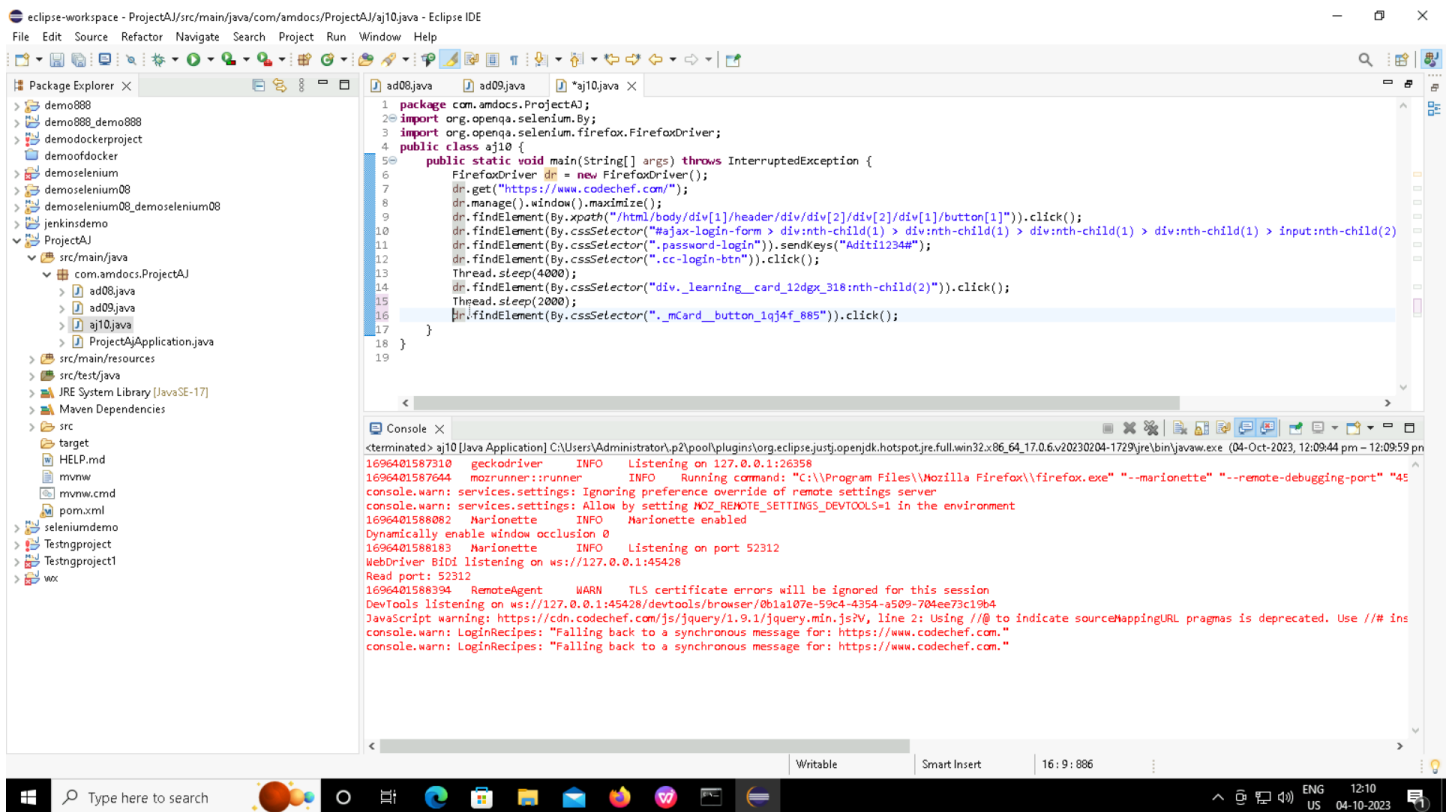 eclipse-workspace - ProjectAJ/src/main/java/com/amdocs/ProjectAJ/aj10.java - Eclipse IDE
File Edit Source Refactor Navigate Search Project Run Window Help
Package Explorer
demo888
demo888_demo888
demodockerproject
demoofdocker
demoselenium
demoselenium08
demoselenium08_demoselenium08
jenkinsdemo
ProjectAJ
src/main/java
com.amdocs.ProjectAJ
ad08.java
ad09.java
aj10.java
ProjectAjApplication.java
src/main/resources
src/test/java
JRE System Library [JavaSE-17]
Maven Dependencies
src
target
HELP.md
mvnw
mvnw.cmd
pom.xml
seleniumdemo
Testngproject
Testngproject1
wx
ad08.java ad09.java *aj10.java
1 package com.amdocs.ProjectAJ;
2 import org.openqa.selenium.By;
3 import org.openqa.selenium.firefox.FirefoxDriver;
4 public class aj10 {
5 public static void main(String[] args) throws InterruptedException {
6 FirefoxDriver dr = new FirefoxDriver();
7 dr.get("https://www.codechef.com/");
8 dr.manage().window().maximize();
9 dr.findElement(By.xpath("/html/body/div[1]/header/div/div[2]/div[2]/div[1]/button[1]")).click();
10 dr.findElement(By.cssSelector("#ajax-login-form > div:nth-child(1) > div:nth-child(1) > div:nth-child(1) > div:nth-child(1) > input:nth-child(2)
11 dr.findElement(By.cssSelector(".password-login")).sendKeys("Aditi1234#");
12 dr.findElement(By.cssSelector(".cc-login-btn")).click();
13 Thread.sleep(4000);
14 dr.findElement(By.cssSelector("div._learning__card_12dgx_318:nth-child(2)")).click();
15 Thread.sleep(2000);
16 dr.findElement(By.cssSelector("._mCard__button_1qj4f_885")).click();
17 }
18 }
19
Console
<terminated> aj10 [Java Application] C:\Users\Administrator\.p2\pool\plugins\org.eclipse.justj.openjdk.hotspot.jre.full.win32.x86_64_17.0.6.v20230204-1729\jre\bin\javaw.exe (04-Oct-2023, 12:09:44 pm – 12:09:59 pm
1696401587310 geckodriver INFO Listening on 127.0.0.1:26358
1696401587644 mozrunner::runner INFO Running command: "C:\\Program Files\\Mozilla Firefox\\firefox.exe" "--marionette" "--remote-debugging-port" "45
console.warn: services.settings: Ignoring preference override of remote settings server
console.warn: services.settings: Allow by setting MOZ_REMOTE_SETTINGS_DEVTOOLS=1 in the environment
1696401588082 Marionette INFO Marionette enabled
Dynamically enable window occlusion 0
1696401588183 Marionette INFO Listening on port 52312
WebDriver BiDi listening on ws://127.0.0.1:45428
Read port: 52312
1696401588394 RemoteAgent WARN TLS certificate errors will be ignored for this session
DevTools listening on ws://127.0.0.1:45428/devtools/browser/0b1a107e-59c4-4354-a509-704ee73c19b4
JavaScript warning: https://cdn.codechef.com/js/jquery/1.9.1/jquery.min.js?V, line 2: Using //@ to indicate sourceMappingURL pragmas is deprecated. Use //# ins
console.warn: LoginRecipes: "Falling back to a synchronous message for: https://www.codechef.com."
console.warn: LoginRecipes: "Falling back to a synchronous message for: https://www.codechef.com."
Writable Smart Insert 16 : 9 : 886
Type here to search
ENG 12:10
US 04-10-2023
1